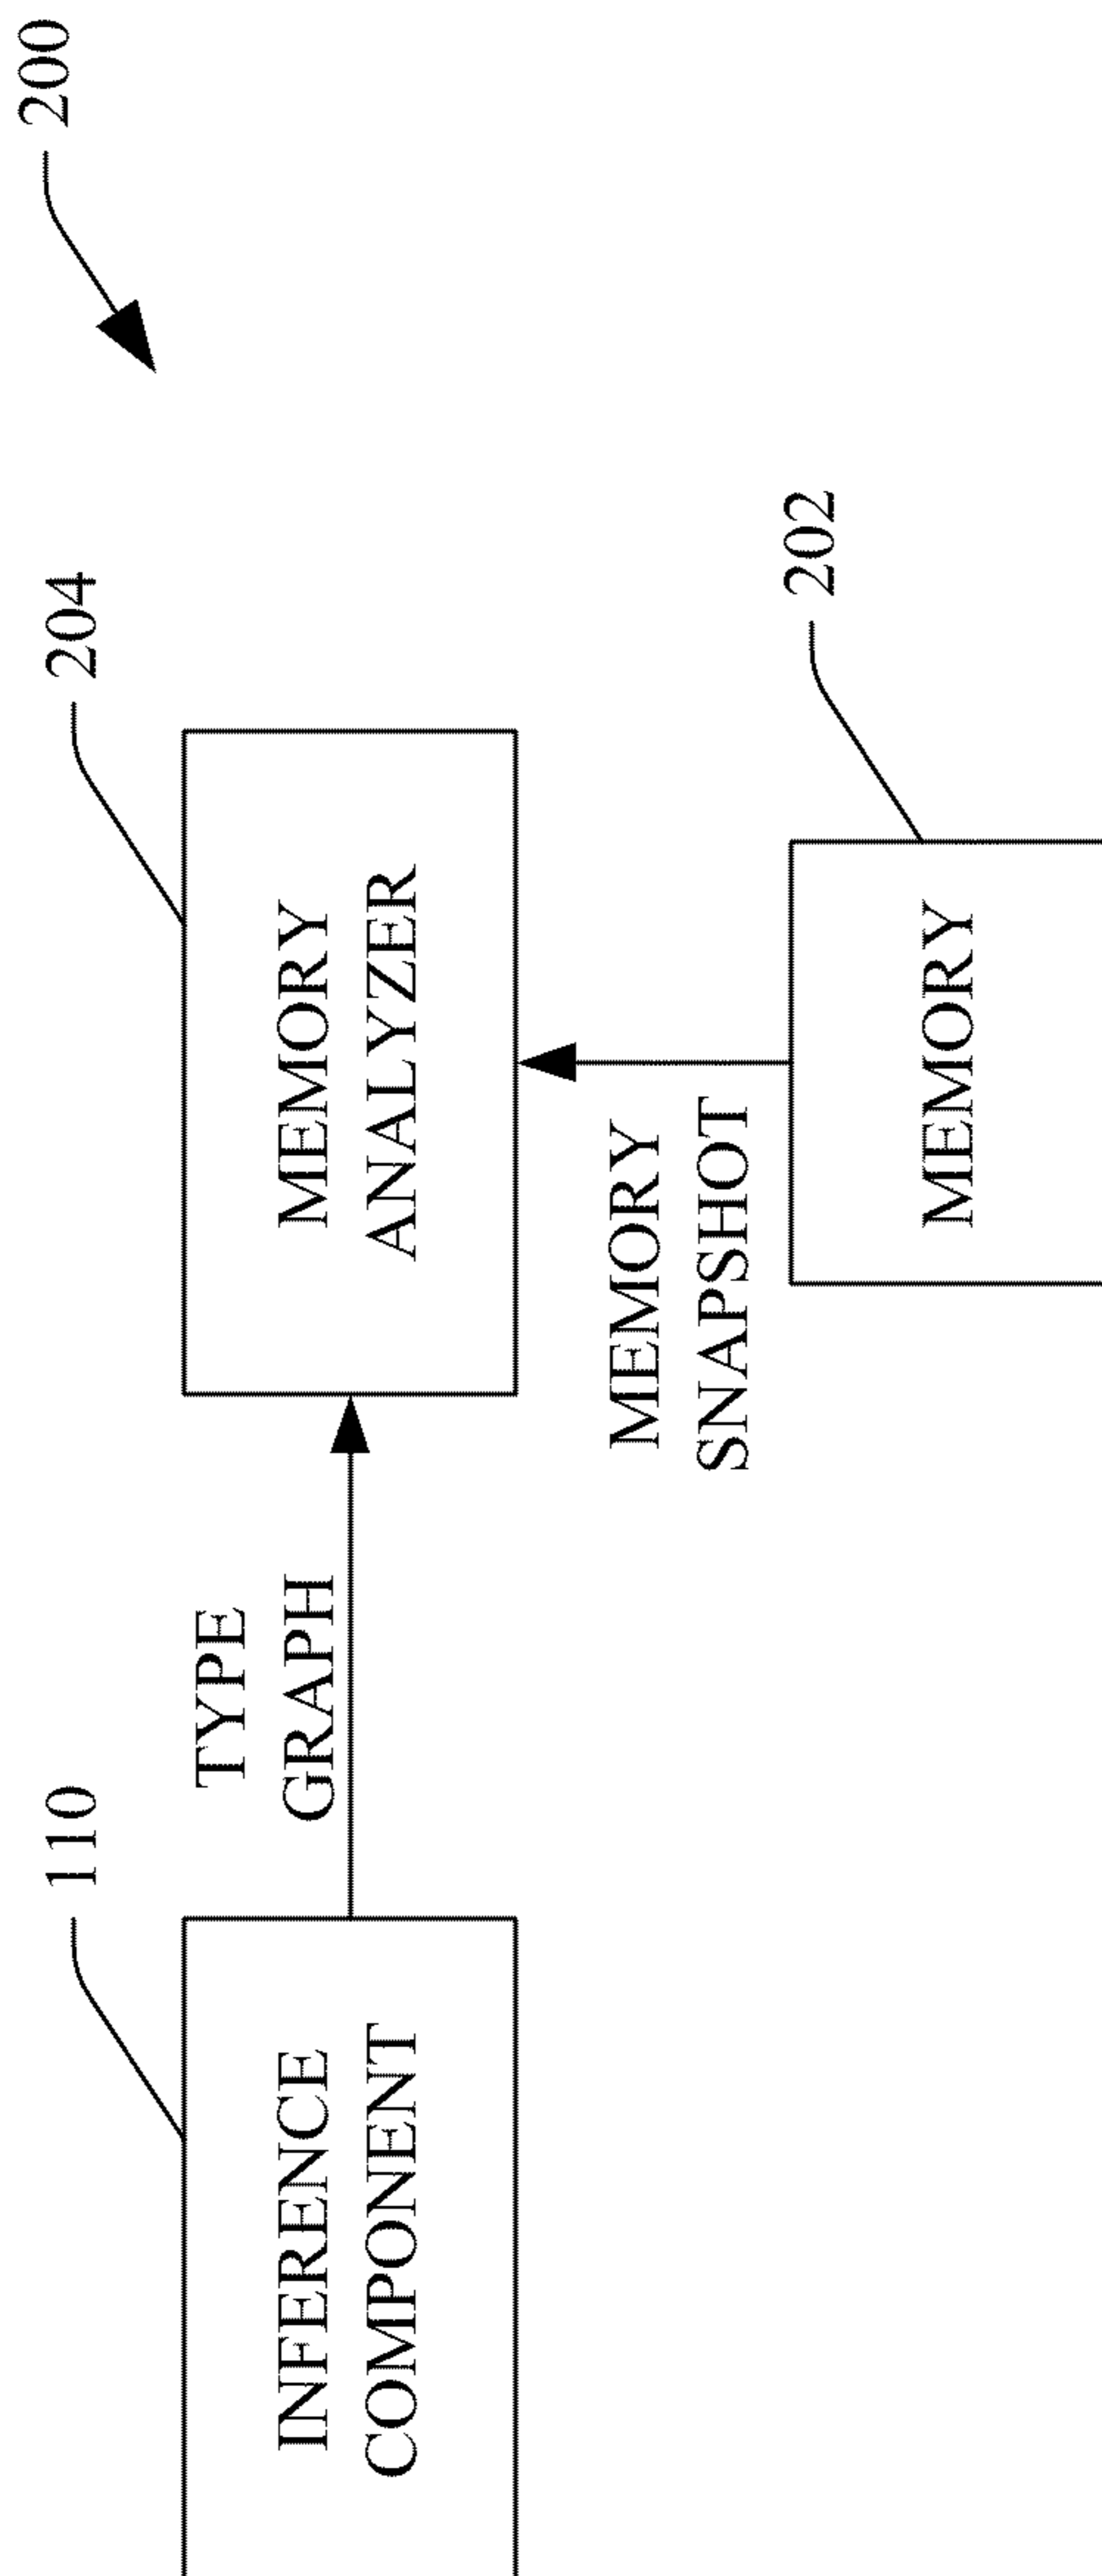 200
110
TYPE
GRAPH
204
INFERENCE
COMPONENT
MEMORY
ANALYZER
MEMORY
SNAPSHOT
202
MEMORY